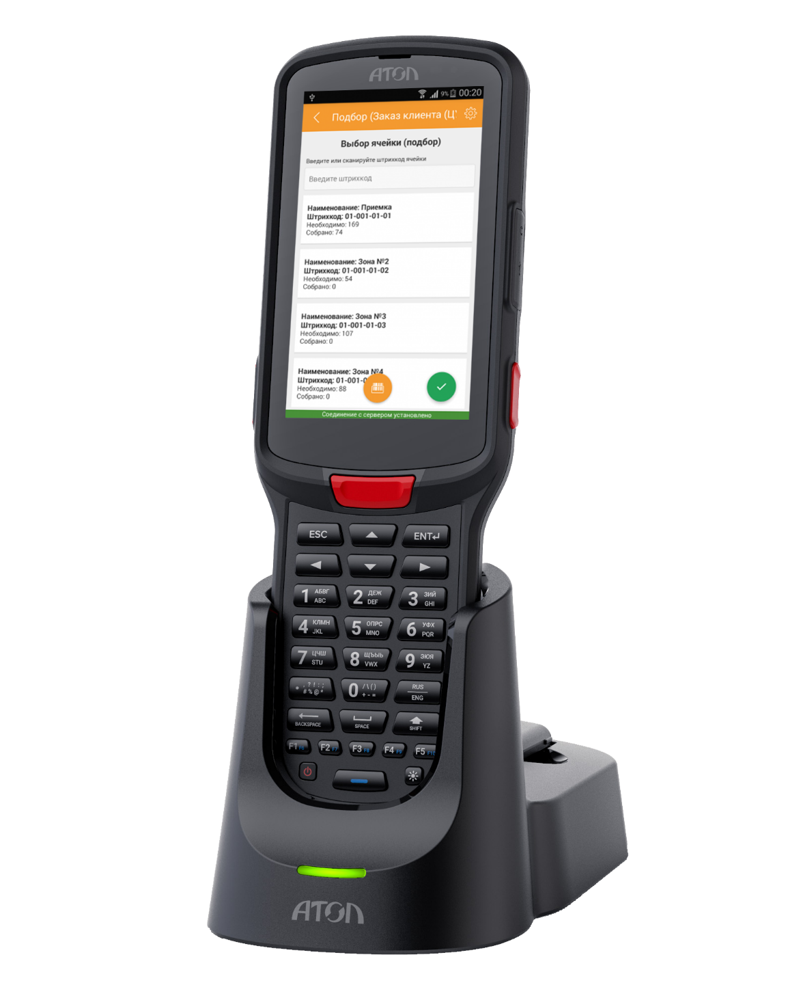 ATOL
9% 00:20
Подбор (Заказ клиента (Ц
Выбор ячейки (подбор)
Введите или сканируйте штрихкод ячейки
Введите штрихкод
Наименование: Приемка
Штрихкод: 01-001-01-01
Необходимо: 169
Собрано: 74
Наименование: Зона №2
Штрихкод: 01-001-01-02
Необходимо: 54
Собрано: 0
Наименование: Зона №3
Штрихкод: 01-001-01-03
Необходимо: 107
Собрано: 0
Наименование: Зона №4
Штрихкод: 01-001-0
Необходимо: 88
Собрано: 0
Соединение с сервером установлено
ESC ENT
1 АБВГ ABC 2 ДЕЖ DEF 3 ЗИЙ GHI
4 КЛМН JKL 5 ОПРС MNO 6 УФХ PQR
7 ЦЧШ STU 8 ЩЪЫЬ VWX 9 ЭЮЯ YZ
* . , ? ! : ; # % @ * 0 / \ ( ) + - = RUS ENG
BACKSPACE SPACE SHIFT
F1 F6 F2 F7 F3 F8 F4 F9 F5 F10
ATOL